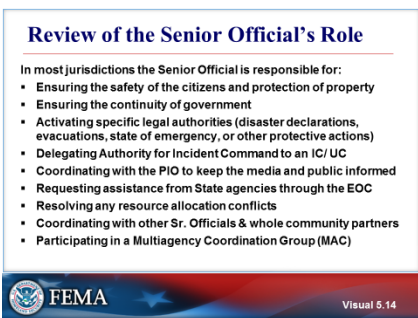 Review of the Senior Official's Role
In most jurisdictions the Senior Official is responsible for:
▪ Ensuring the safety of the citizens and protection of property
▪ Ensuring the continuity of government
▪ Activating specific legal authorities (disaster declarations,
evacuations, state of emergency, or other protective actions)
▪ Delegating Authority for Incident Command to an IC/ UC
▪ Coordinating with the PIO to keep the media and public informed
▪ Requesting assistance from State agencies through the EOC
▪ Resolving any resource allocation conflicts
▪ Coordinating with other Sr. Officials & whole community partners
▪ Participating in a Multiagency Coordination Group (MAC)
FEMA
Visual 5.14